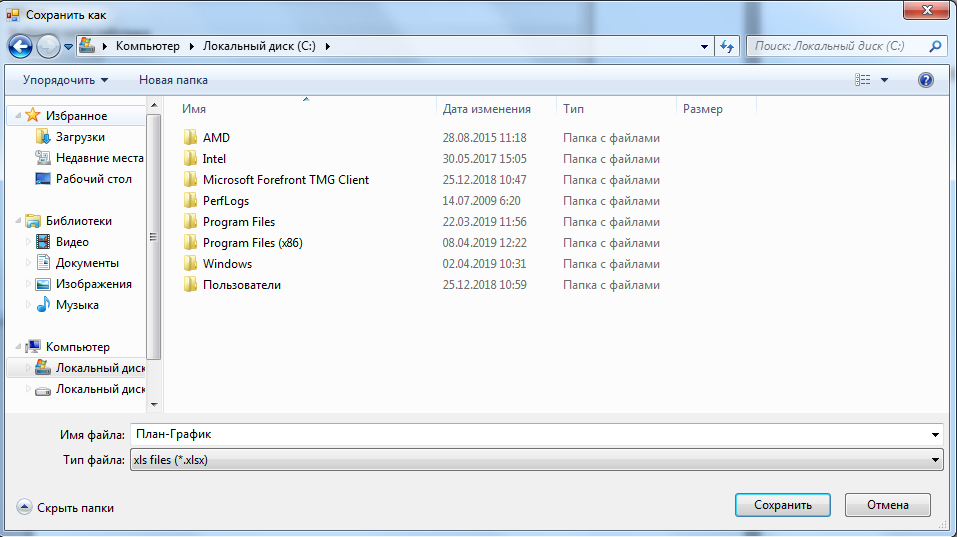 Сохранить как
Компьютер Локальный диск (C:)
Поиск: Локальный диск (C:)
Упорядочить Новая папка
Избранное
Загрузки
Недавние места
Рабочий стол
Библиотеки
Видео
Документы
Изображения
Музыка
Компьютер
Локальный диск
Локальный диск
Имя Дата изменения Тип Размер
AMD 28.08.2015 11:18 Папка с файлами
Intel 30.05.2017 15:05 Папка с файлами
Microsoft Forefront TMG Client 25.12.2018 10:47 Папка с файлами
PerfLogs 14.07.2009 6:20 Папка с файлами
Program Files 22.03.2019 11:56 Папка с файлами
Program Files (x86) 08.04.2019 12:22 Папка с файлами
Windows 02.04.2019 10:31 Папка с файлами
Пользователи 25.12.2018 10:59 Папка с файлами
Имя файла: План-График
Тип файла: xls files (*.xlsx)
Скрыть папки
Сохранить Отмена